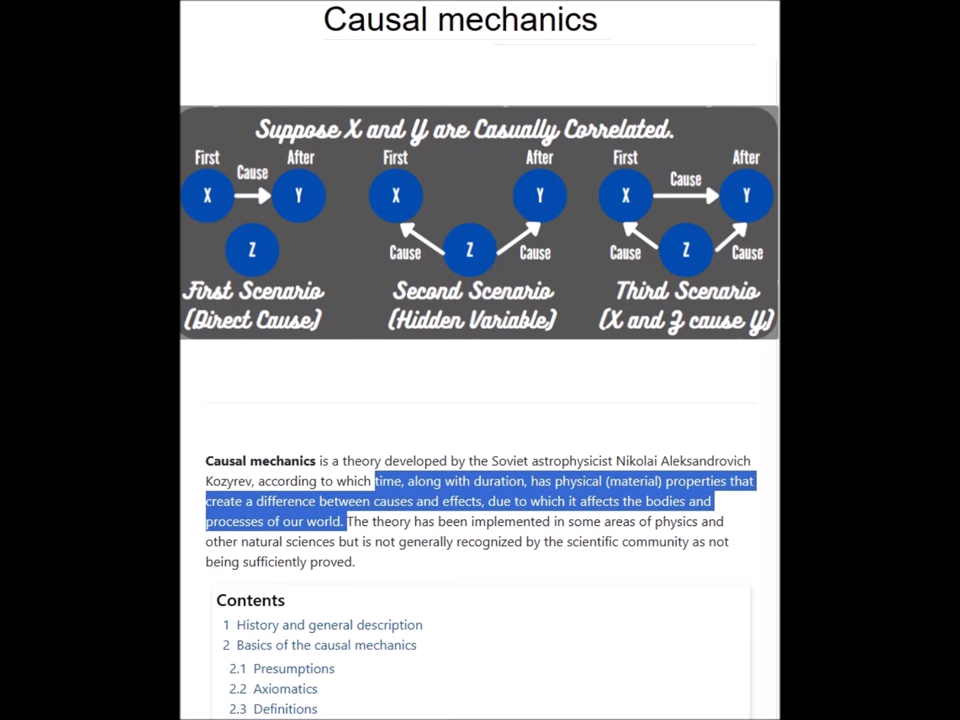 Causal mechanics
Suppose X and Y are Casually Correlated.
First After First After First After
Cause Cause
X Y X Y X Y
Z Z Z
Cause Cause Cause Cause
First Scenario Second Scenario Third Scenario
(Direct Cause) (Hidden Variable) (X and Z cause Y)
Causal mechanics is a theory developed by the Soviet astrophysicist Nikolai Aleksandrovich
Kozyrev, according to which time, along with duration, has physical (material) properties that
create a difference between causes and effects, due to which it affects the bodies and
processes of our world. The theory has been implemented in some areas of physics and
other natural sciences but is not generally recognized by the scientific community as not
being sufficiently proved.
Contents
1 History and general description
2 Basics of the causal mechanics
2.1 Presumptions
2.2 Axiomatics
2.3 Definitions